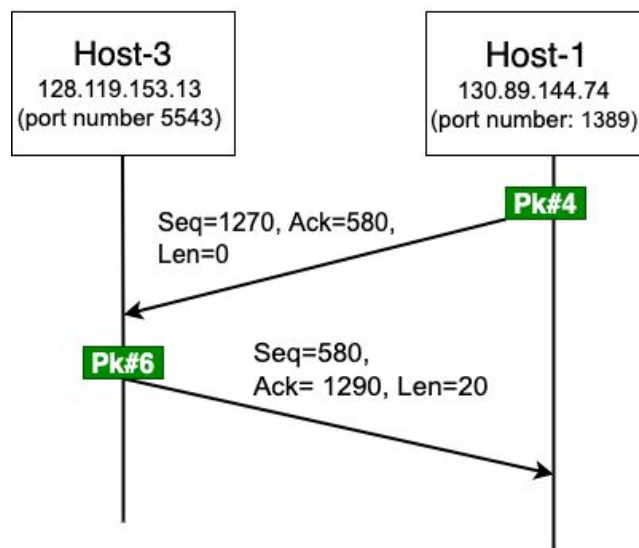 Host-3
128.119.153.13
(port number 5543)
Host-1
130.89.144.74
(port number: 1389)
Pk#4
Seq=1270, Ack=580,
Len=0
Pk#6
Seq=580,
Ack= 1290, Len=20